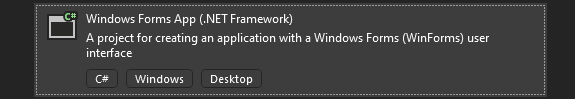 C#
Windows Forms App (.NET Framework)
A project for creating an application with a Windows Forms (WinForms) user
interface
C#
Windows
Desktop